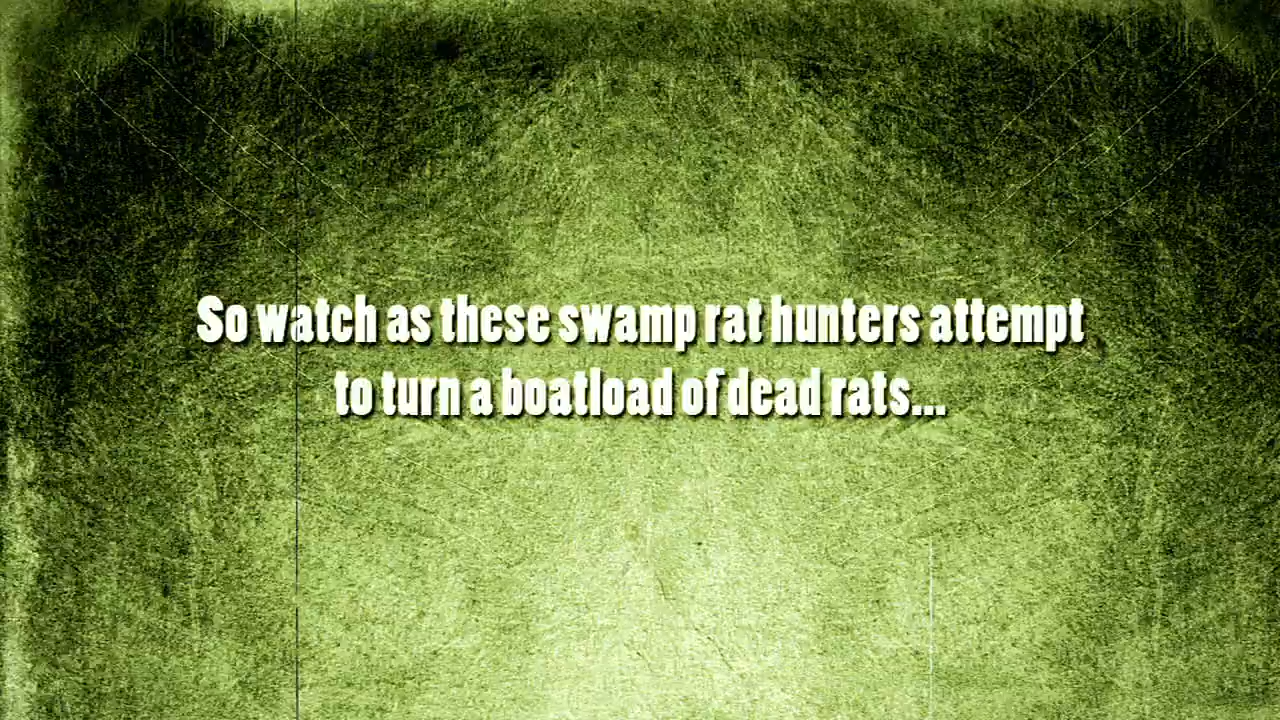 So watch as these swamp rat hunters attempt
to turn a boatload of dead rats...